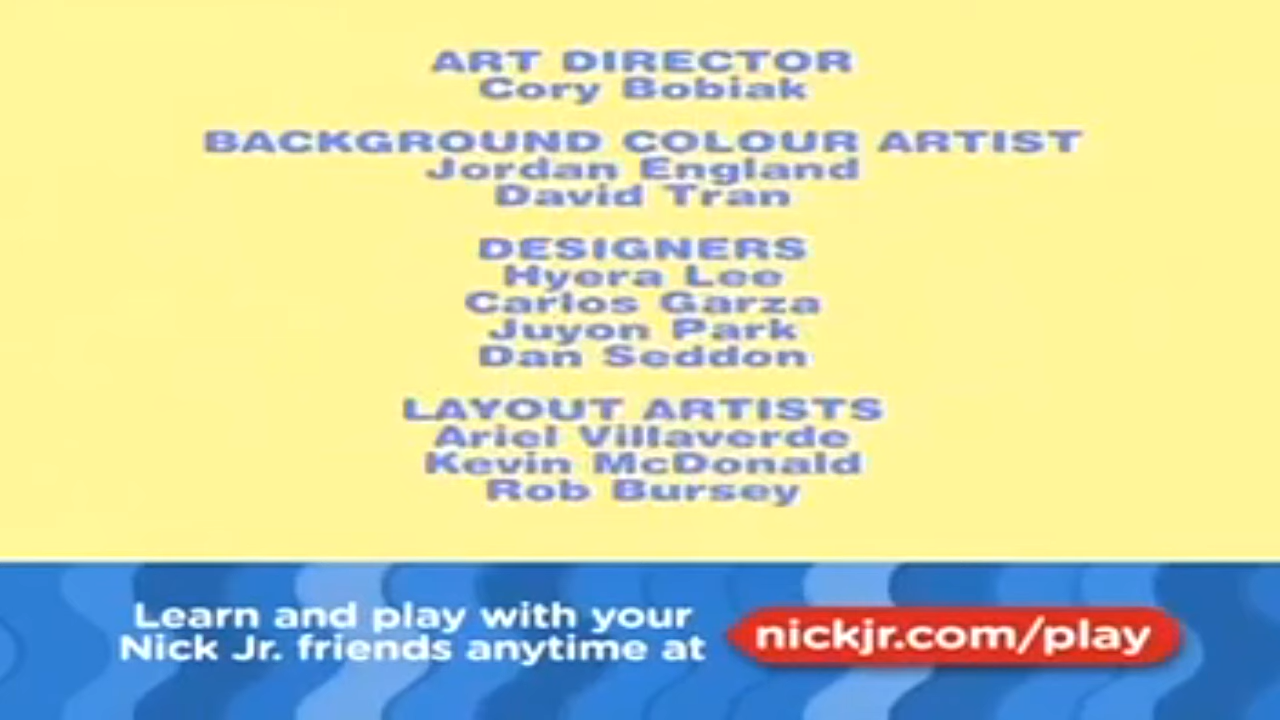 ART DIRECTOR
Cory Bobiak
BACKGROUND COLOUR ARTIST
Jordan England
David Tran
DESIGNERS
Hyera Lee
Carlos Garza
Juyon Park
Dan Seddon
LAYOUT ARTISTS
Ariel Villaverde
Kevin McDonald
Rob Bursey
Learn and play with your
Nick Jr. friends anytime at
nickjr.com/play